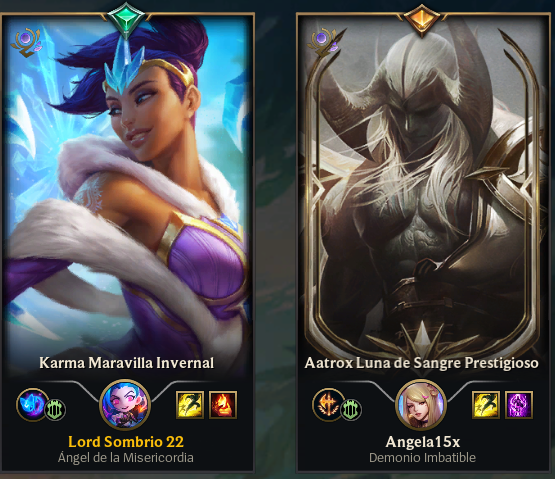 Karma Maravilla Invernal
Lord Sombrio 22
Ángel de la Misericordia
Aatrox Luna de Sangre Prestigioso
Angela15x
Demonio Imbatible